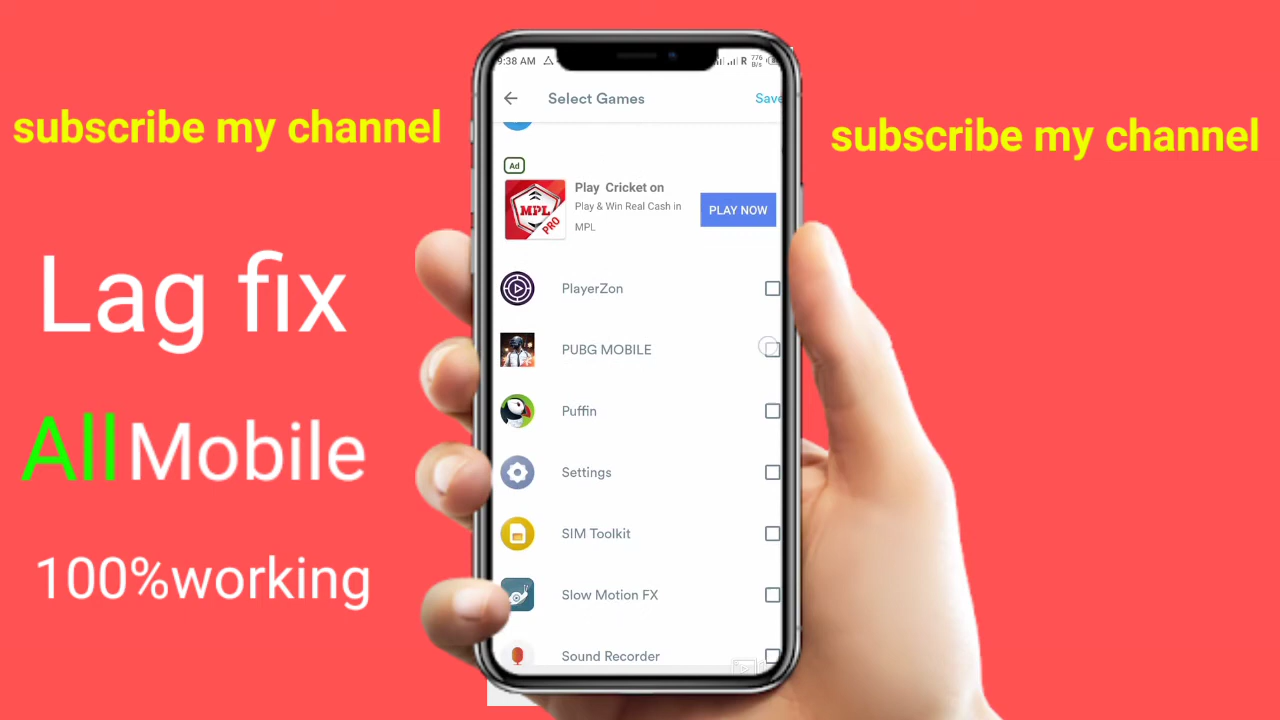 subscribe my channel
subscribe my channel
Lag fix
All Mobile
100%working
9:38 AM
R 776 B/s
Select Games
Save
Ad
MPL
PRO
Play Cricket on
Play & Win Real Cash in
MPL
PLAY NOW
PlayerZon
PUBG MOBILE
Puffin
Settings
SIM Toolkit
Slow Motion FX
Sound Recorder